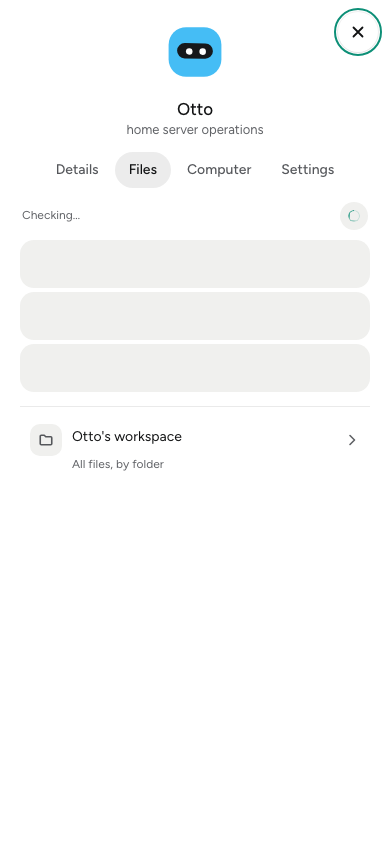 Otto
home server operations
Details Files Computer Settings
Checking...
Otto's workspace
All files, by folder